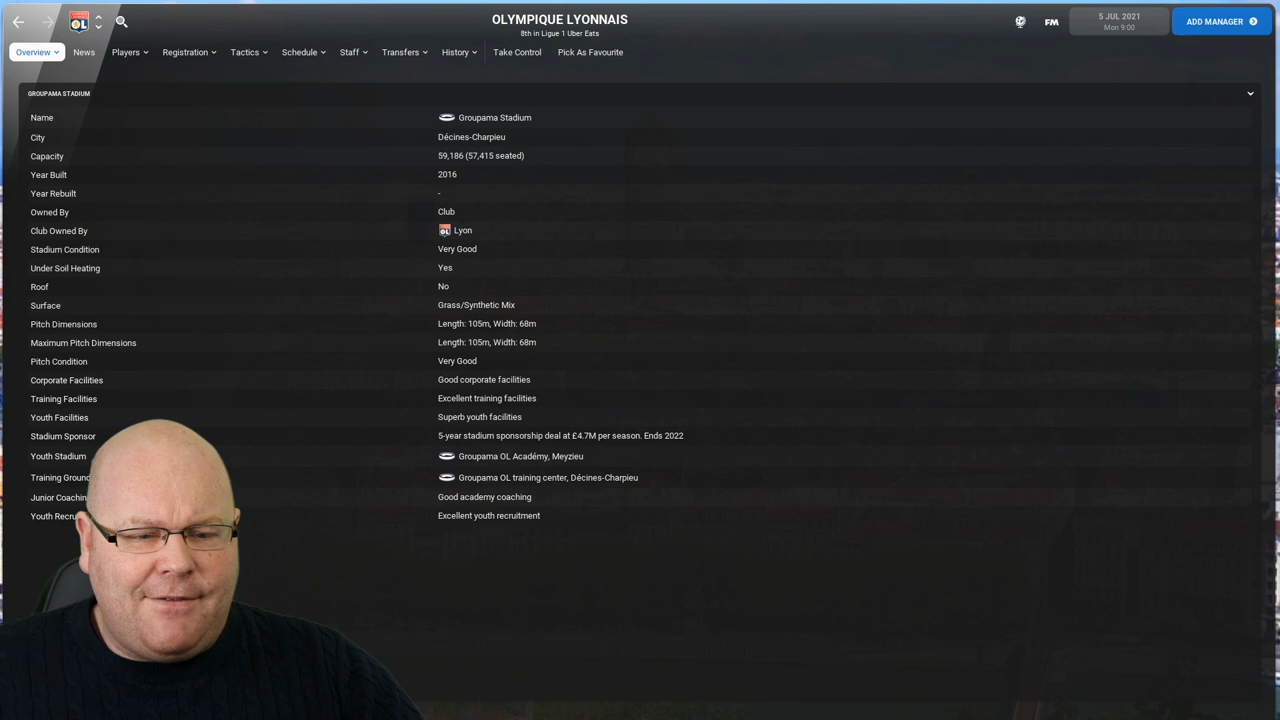 OLYMPIQUE LYONNAIS
8th in Ligue 1 Uber Eats
OL
FM
5 JUL 2021
Mon 9:00
ADD MANAGER
Overview News Players Registration Tactics Schedule Staff Transfers History Take Control Pick As Favourite
GROUPAMA STADIUM
Name Groupama Stadium
City Décines-Charpieu
Capacity 59,186 (57,415 seated)
Year Built 2016
Year Rebuilt -
Owned By Club
Club Owned By OL Lyon
Stadium Condition Very Good
Under Soil Heating Yes
Roof No
Surface Grass/Synthetic Mix
Pitch Dimensions Length: 105m, Width: 68m
Maximum Pitch Dimensions Length: 105m, Width: 68m
Pitch Condition Very Good
Corporate Facilities Good corporate facilities
Training Facilities Excellent training facilities
Youth Facilities Superb youth facilities
Stadium Sponsor 5-year stadium sponsorship deal at £4.7M per season. Ends 2022
Youth Stadium Groupama OL Académy, Meyzieu
Training Ground Groupama OL training center, Décines-Charpieu
Junior Coachin Good academy coaching
Youth Recru Excellent youth recruitment